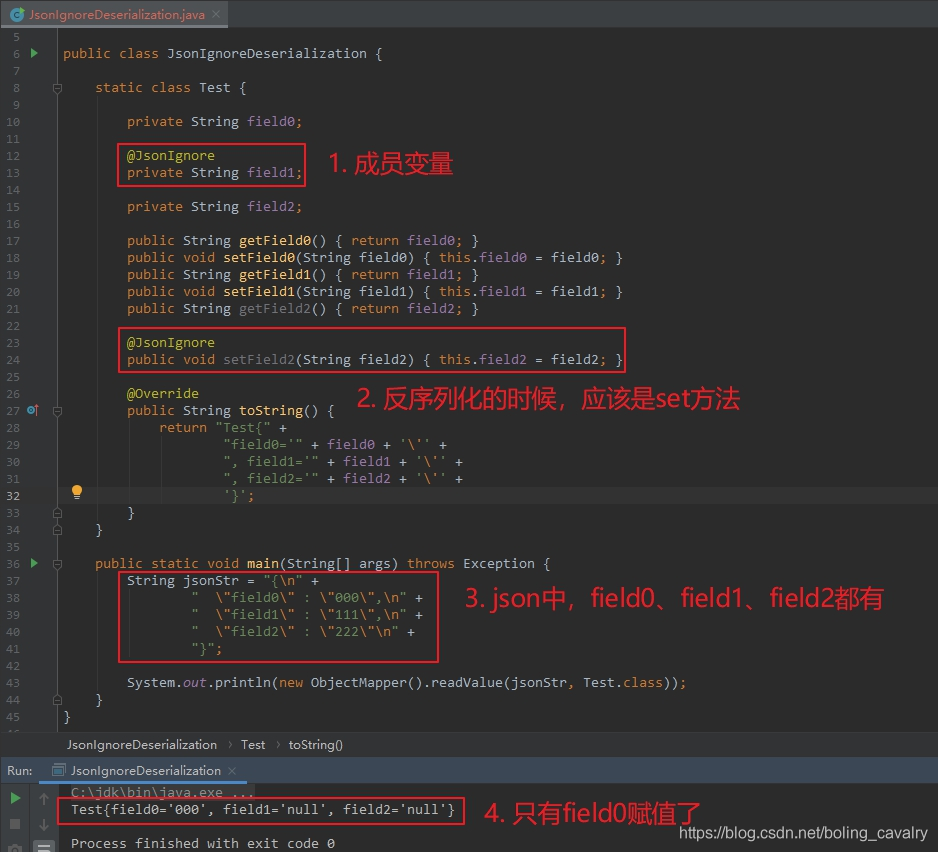 JsonIgnoreDeserialization.java
5
6 public class JsonIgnoreDeserialization {
7
8 static class Test {
9
10 private String field0;
11
12 @JsonIgnore
13 private String field1;
1. 成员变量
14
15 private String field2;
16
17 public String getField0() { return field0; }
18 public void setField0(String field0) { this.field0 = field0; }
19 public String getField1() { return field1; }
20 public void setField1(String field1) { this.field1 = field1; }
21 public String getField2() { return field2; }
22
23 @JsonIgnore
24 public void setField2(String field2) { this.field2 = field2; }
25
26 @Override
2. 反序列化的时候，应该是set方法
27 public String toString() {
28 return "Test{" +
29 "field0='" + field0 + '\'' +
30 ", field1='" + field1 + '\'' +
31 ", field2='" + field2 + '\'' +
32 '}';
33 }
34 }
35
36 public static void main(String[] args) throws Exception {
37 String jsonStr = "{\n" +
38 " \"field0\" : \"000\",\n" +
3. json中，field0、field1、field2都有
39 " \"field1\" : \"111\",\n" +
40 " \"field2\" : \"222\"\n" +
41 "}";
42
43 System.out.println(new ObjectMapper().readValue(jsonStr, Test.class));
44 }
45 }
JsonIgnoreDeserialization › Test › toString()
Run: JsonIgnoreDeserialization
C:\jdk\bin\java.exe ...
Test{field0='000', field1='null', field2='null'}
4. 只有field0赋值了
https://blog.csdn.net/boling_cavalry
Process finished with exit code 0